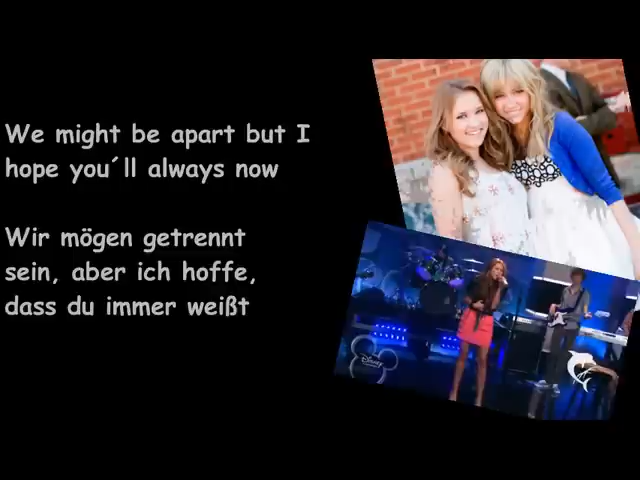 We might be apart but I
hope you´ll always now
Wir mögen getrennt
sein, aber ich hoffe,
dass du immer weißt
Disney